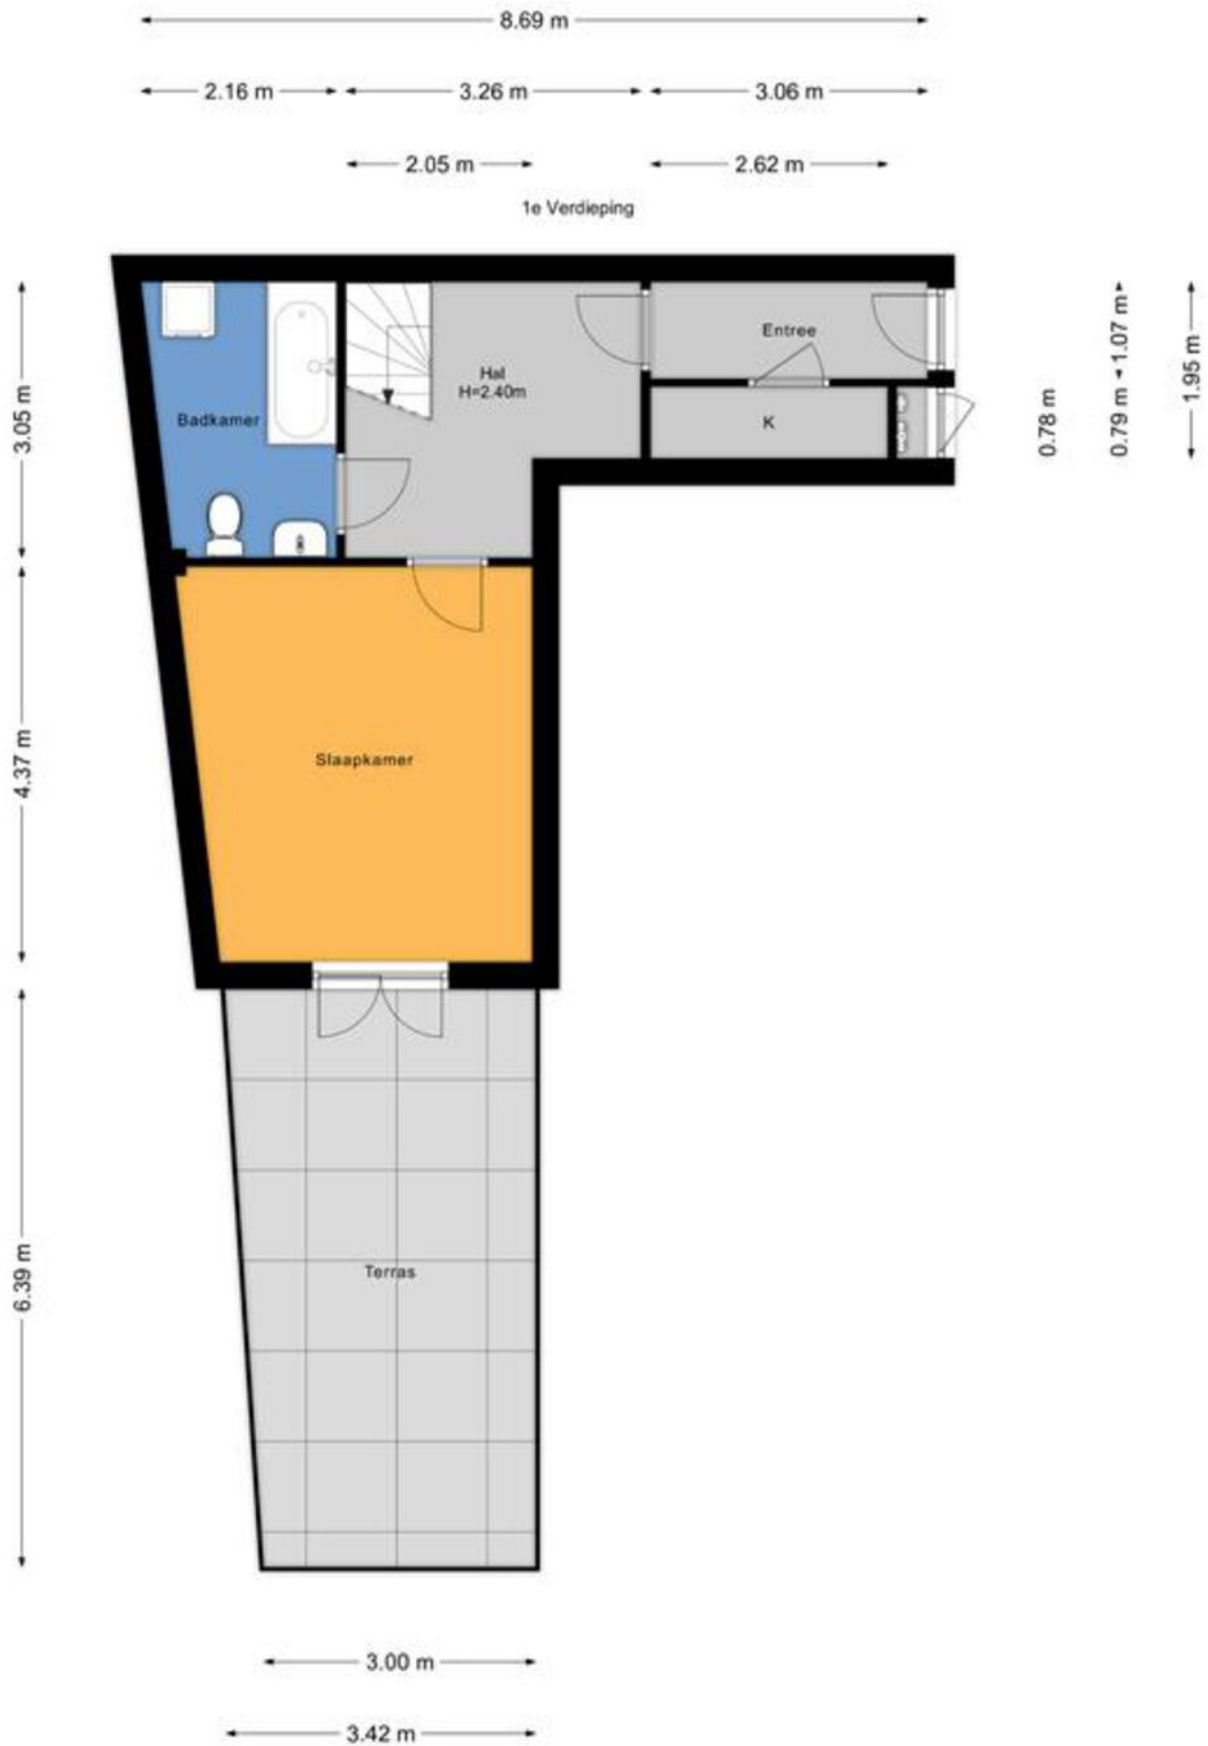 8.69 m
2.16 m
3.26 m
3.06 m
2.05 m
2.62 m
1e Verdieping
Entree
Hal
H=2.40m
Badkamer
K
3.05 m
0.78 m
0.79 m
1.07 m
1.95 m
Slaapkamer
4.37 m
Terras
6.39 m
3.00 m
3.42 m